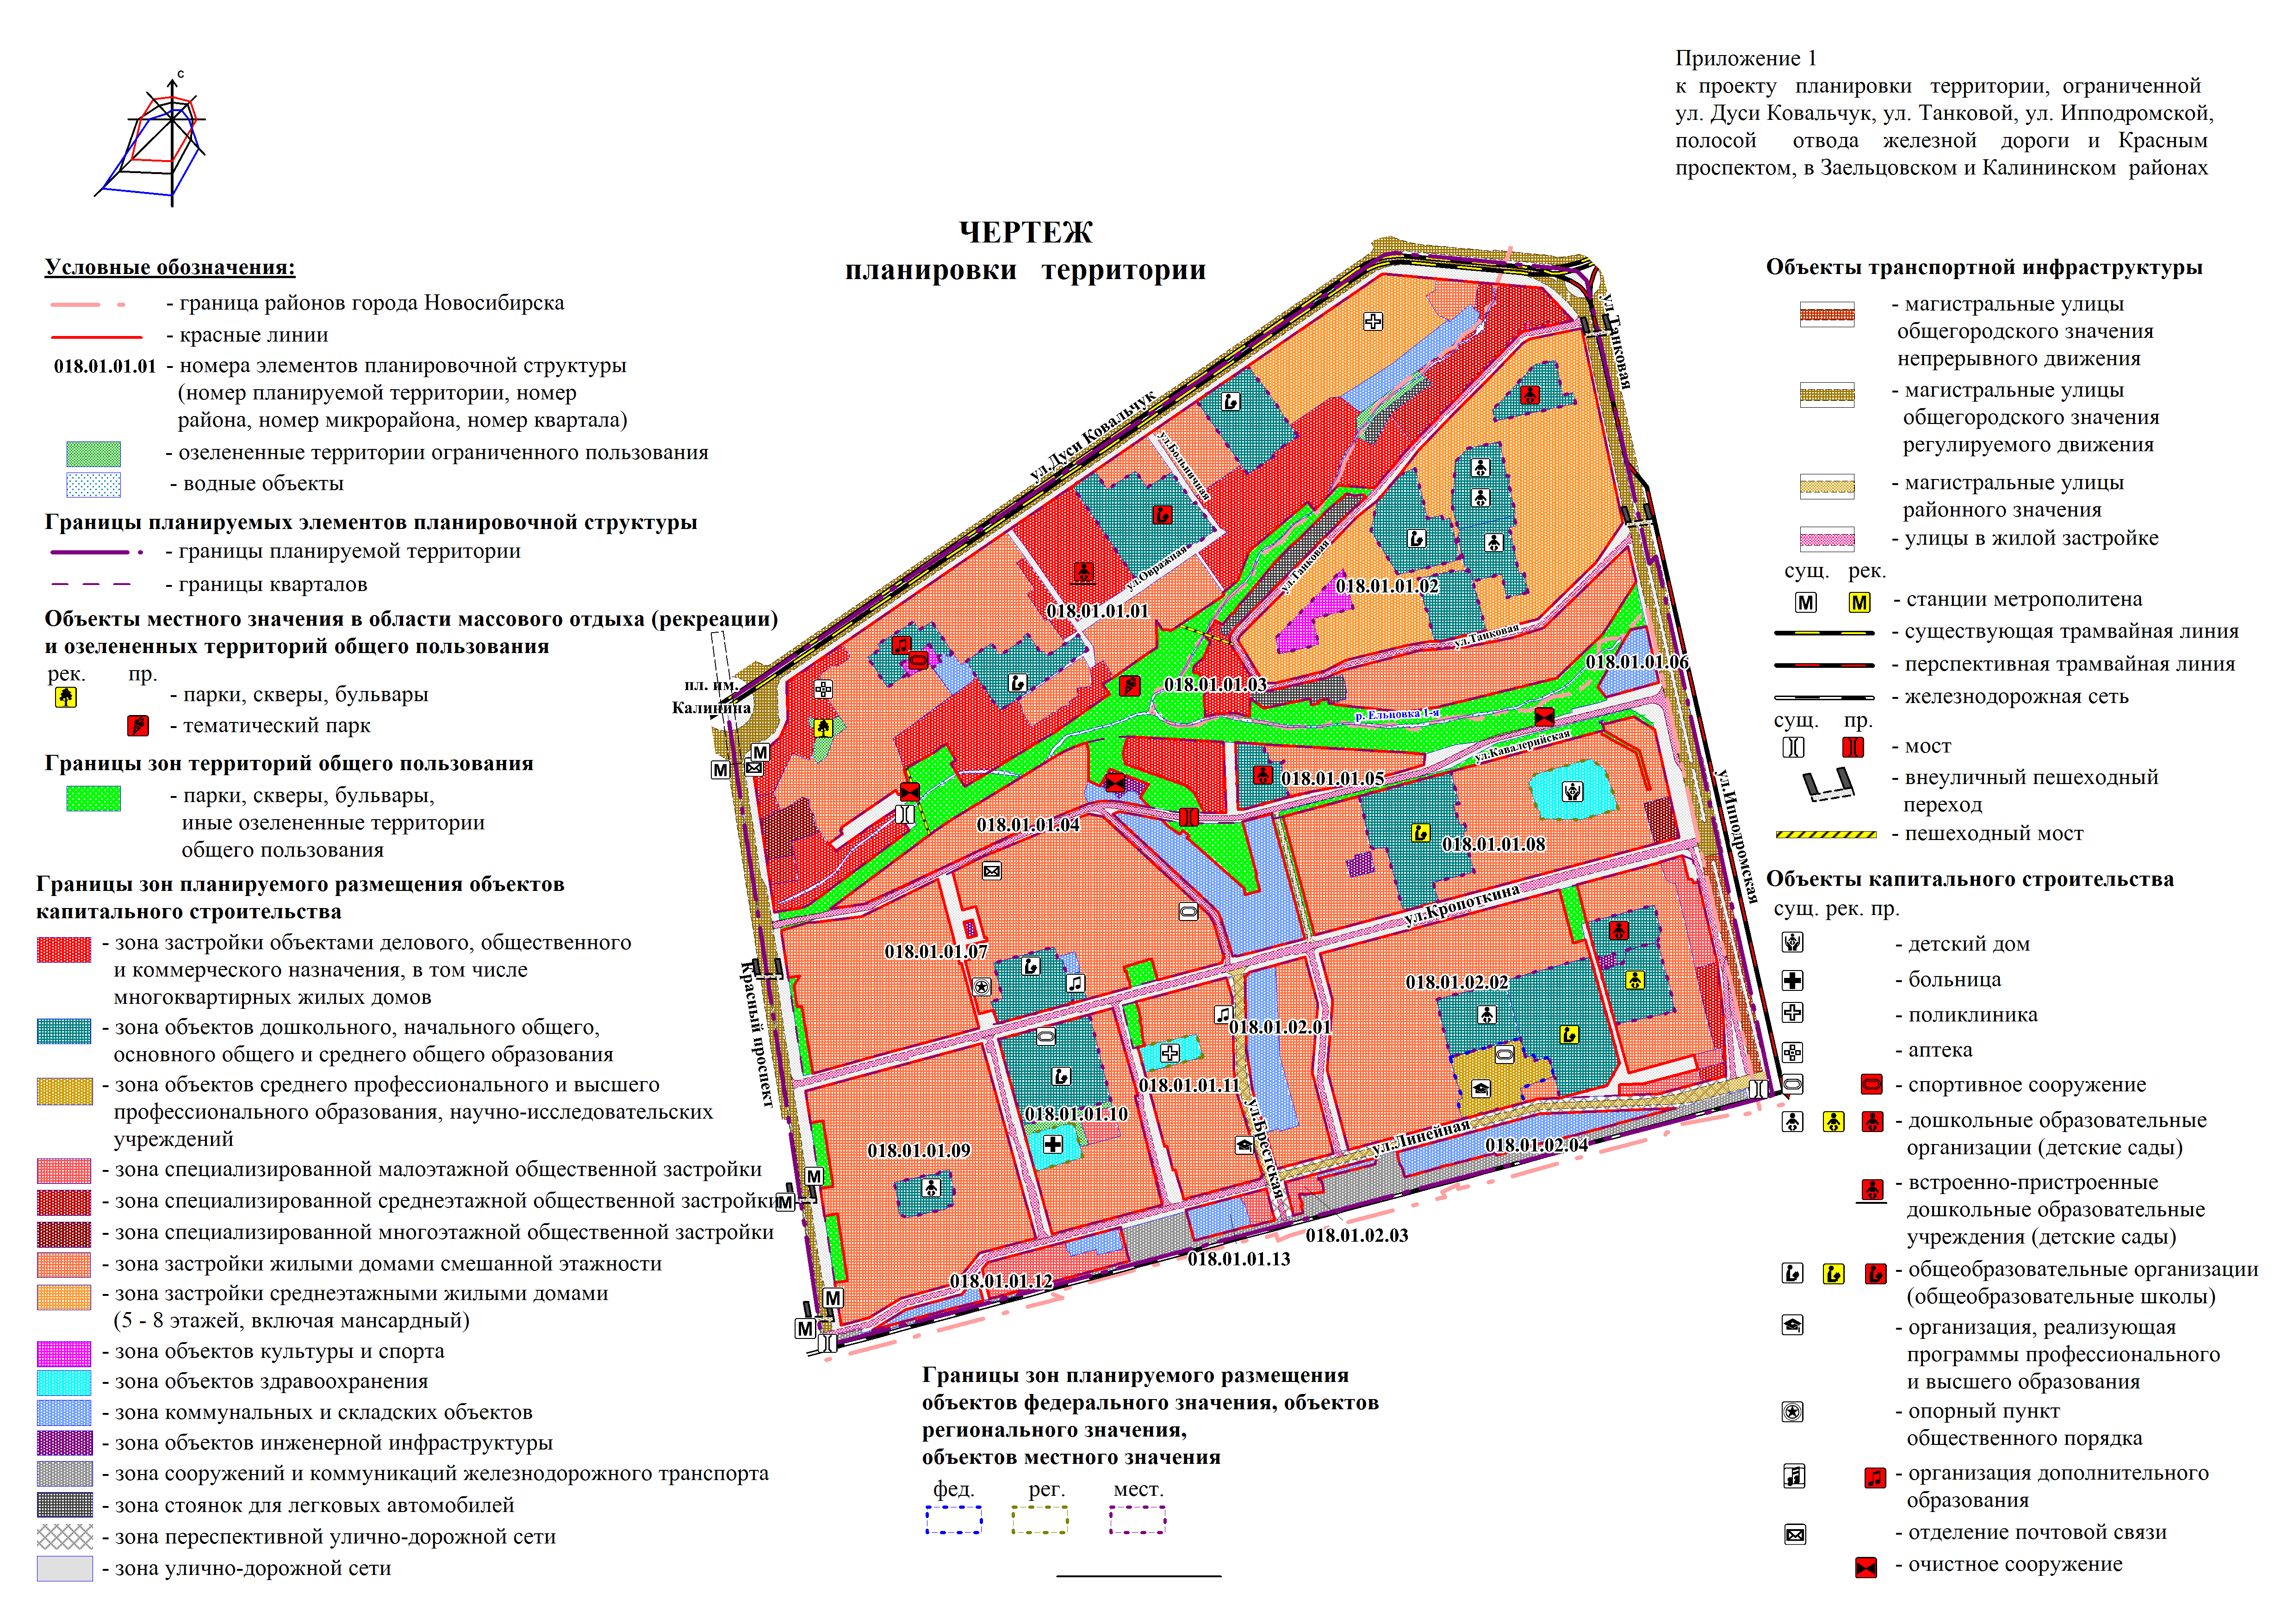 С
Приложение 1
к проекту планировки территории, ограниченной
ул. Дуси Ковальчук, ул. Танковой, ул. Ипподромской,
полосой отвода железной дороги и Красным
проспектом, в Заельцовском и Калининском районах
ЧЕРТЕЖ
планировки территории
Условные обозначения:
- граница районов города Новосибирска
- красные линии
018.01.01.01 - номера элементов планировочной структуры
(номер планируемой территории, номер
района, номер микрорайона, номер квартала)
- озелененные территории ограниченного пользования
- водные объекты
Границы планируемых элементов планировочной структуры
- границы планируемой территории
- границы кварталов
Объекты местного значения в области массового отдыха (рекреации)
и озелененных территорий общего пользования
рек. пр.
- парки, скверы, бульвары
- тематический парк
Границы зон территорий общего пользования
- парки, скверы, бульвары,
иные озелененные территории
общего пользования
Границы зон планируемого размещения объектов
капитального строительства
- зона застройки объектами делового, общественного
и коммерческого назначения, в том числе
многоквартирных жилых домов
- зона объектов дошкольного, начального общего,
основного общего и среднего общего образования
- зона объектов среднего профессионального и высшего
профессионального образования, научно-исследовательских
учреждений
- зона специализированной малоэтажной общественной застройки
- зона специализированной среднеэтажной общественной застройки
- зона специализированной многоэтажной общественной застройки
- зона застройки жилыми домами смешанной этажности
- зона застройки среднеэтажными жилыми домами
(5 - 8 этажей, включая мансардный)
- зона объектов культуры и спорта
- зона объектов здравоохранения
- зона коммунальных и складских объектов
- зона объектов инженерной инфраструктуры
- зона сооружений и коммуникаций железнодорожного транспорта
- зона стоянок для легковых автомобилей
- зона переспективной улично-дорожной сети
- зона улично-дорожной сети
ул.Дуси Ковальчук
ул.Танковая
ул.Больничная
ул.Овражная
ул.Танковая
018.01.01.02
018.01.01.01
ул.Танковая
018.01.01.06
018.01.01.03
пл. им.
Калинина
р. Ельцовка 1-я
ул.Кавалерийская
М
М
018.01.01.05
ул.Ипподромская
018.01.01.04
018.01.01.08
ул.Кропоткина
018.01.01.07
Красный проспект
018.01.02.02
018.01.02.01
018.01.01.11
018.01.01.10
ул.Брестская
ул.Линейная
018.01.01.09
018.01.02.04
М
М
018.01.02.03
018.01.01.13
018.01.01.12
М
М
Границы зон планируемого размещения
объектов федерального значения, объектов
регионального значения,
объектов местного значения
фед. рег. мест.
Объекты транспортной инфраструктуры
- магистральные улицы
общегородского значения
непрерывного движения
- магистральные улицы
общегородского значения
регулируемого движения
- магистральные улицы
районного значения
- улицы в жилой застройке
сущ. рек.
М М - станции метрополитена
- существующая трамвайная линия
- перспективная трамвайная линия
- железнодорожная сеть
сущ. пр.
- мост
- внеуличный пешеходный
переход
- пешеходный мост
Объекты капитального строительства
сущ. рек. пр.
- детский дом
- больница
- поликлиника
- аптека
- спортивное сооружение
- дошкольные образовательные
организации (детские сады)
- встроенно-пристроенные
дошкольные образовательные
учреждения (детские сады)
- общеобразовательные организации
(общеобразовательные школы)
- организация, реализующая
программы профессионального
и высшего образования
- опорный пункт
общественного порядка
- организация дополнительного
образования
- отделение почтовой связи
- очистное сооружение